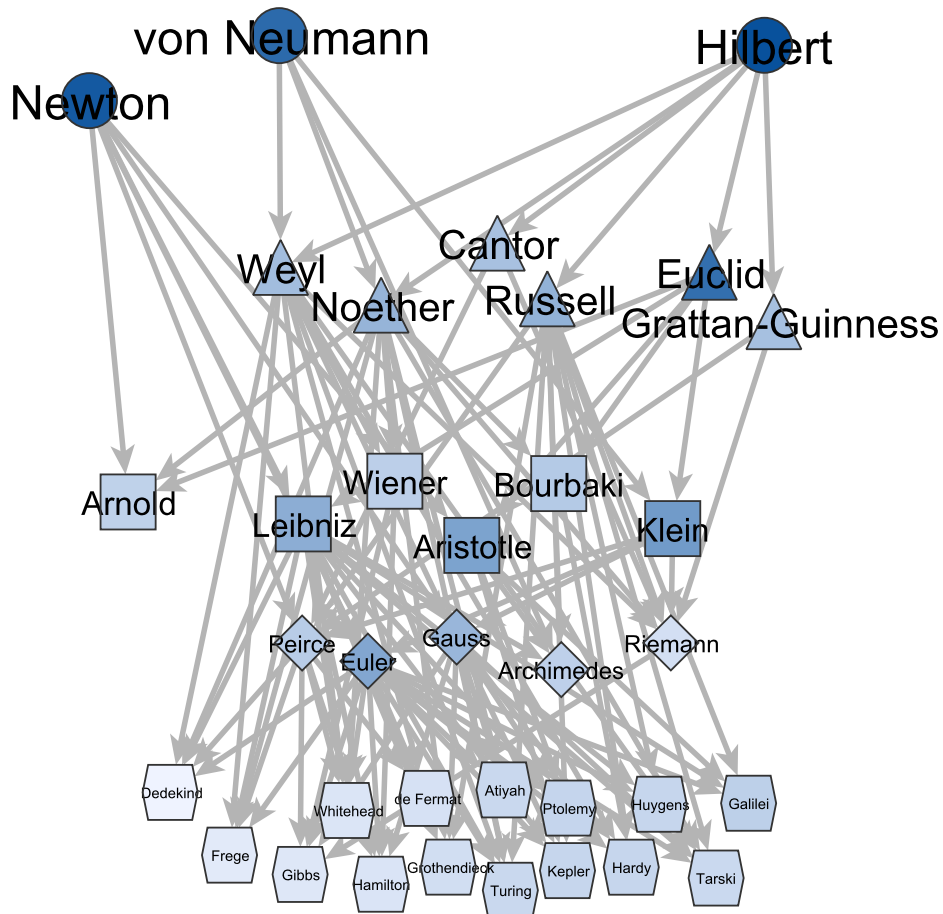 von Neumann
Hilbert
Newton
Cantor
Weyl
Euclid
Noether
Russell
Grattan-Guinness
Wiener
Bourbaki
Arnold
Leibniz
Klein
Aristotle
Peirce
Gauss
Riemann
Euler
Archimedes
Dedekind
Whitehead
de Fermat
Atiyah
Ptolemy
Huygens
Galilei
Frege
Gibbs
Hamilton
Grothendieck
Turing
Kepler
Hardy
Tarski